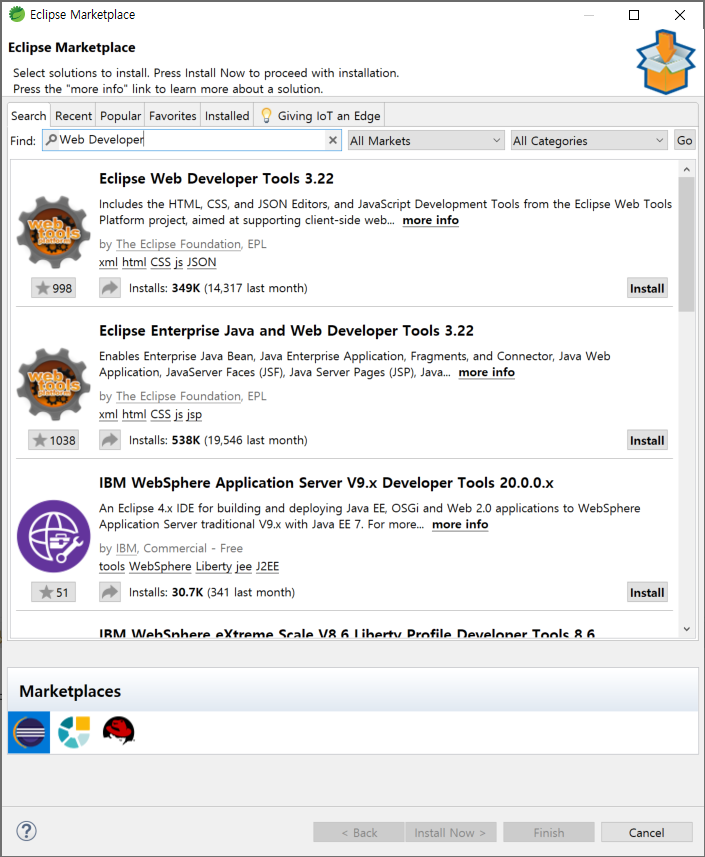 Eclipse Marketplace
Eclipse Marketplace
Select solutions to install. Press Install Now to proceed with installation.
Press the "more info" link to learn more about a solution.
Search Recent Popular Favorites Installed Giving IoT an Edge
Find: Web Developer All Markets All Categories Go
Eclipse Web Developer Tools 3.22
Includes the HTML, CSS, and JSON Editors, and JavaScript Development Tools from the Eclipse Web Tools
Platform project, aimed at supporting client-side web... more info
by The Eclipse Foundation, EPL
xml html CSS js JSON
998 Installs: 349K (14,317 last month) Install
web tools platform
Eclipse Enterprise Java and Web Developer Tools 3.22
Enables Enterprise Java Bean, Java Enterprise Application, Fragments, and Connector, Java Web
Application, JavaServer Faces (JSF), Java Server Pages (JSP), Java... more info
by The Eclipse Foundation, EPL
xml html CSS js jsp
1038 Installs: 538K (19,546 last month) Install
web tools platform
IBM WebSphere Application Server V9.x Developer Tools 20.0.0.x
An Eclipse 4.x IDE for building and deploying Java EE, OSGi and Web 2.0 applications to WebSphere
Application Server traditional V9.x with Java EE 7. For more... more info
by IBM, Commercial - Free
tools WebSphere Liberty jee J2EE
51 Installs: 30.7K (341 last month) Install
IBM WebSphere eXtreme Scale V8.6 Liberty Profile Developer Tools 8.6
Marketplaces
? < Back Install Now > Finish Cancel